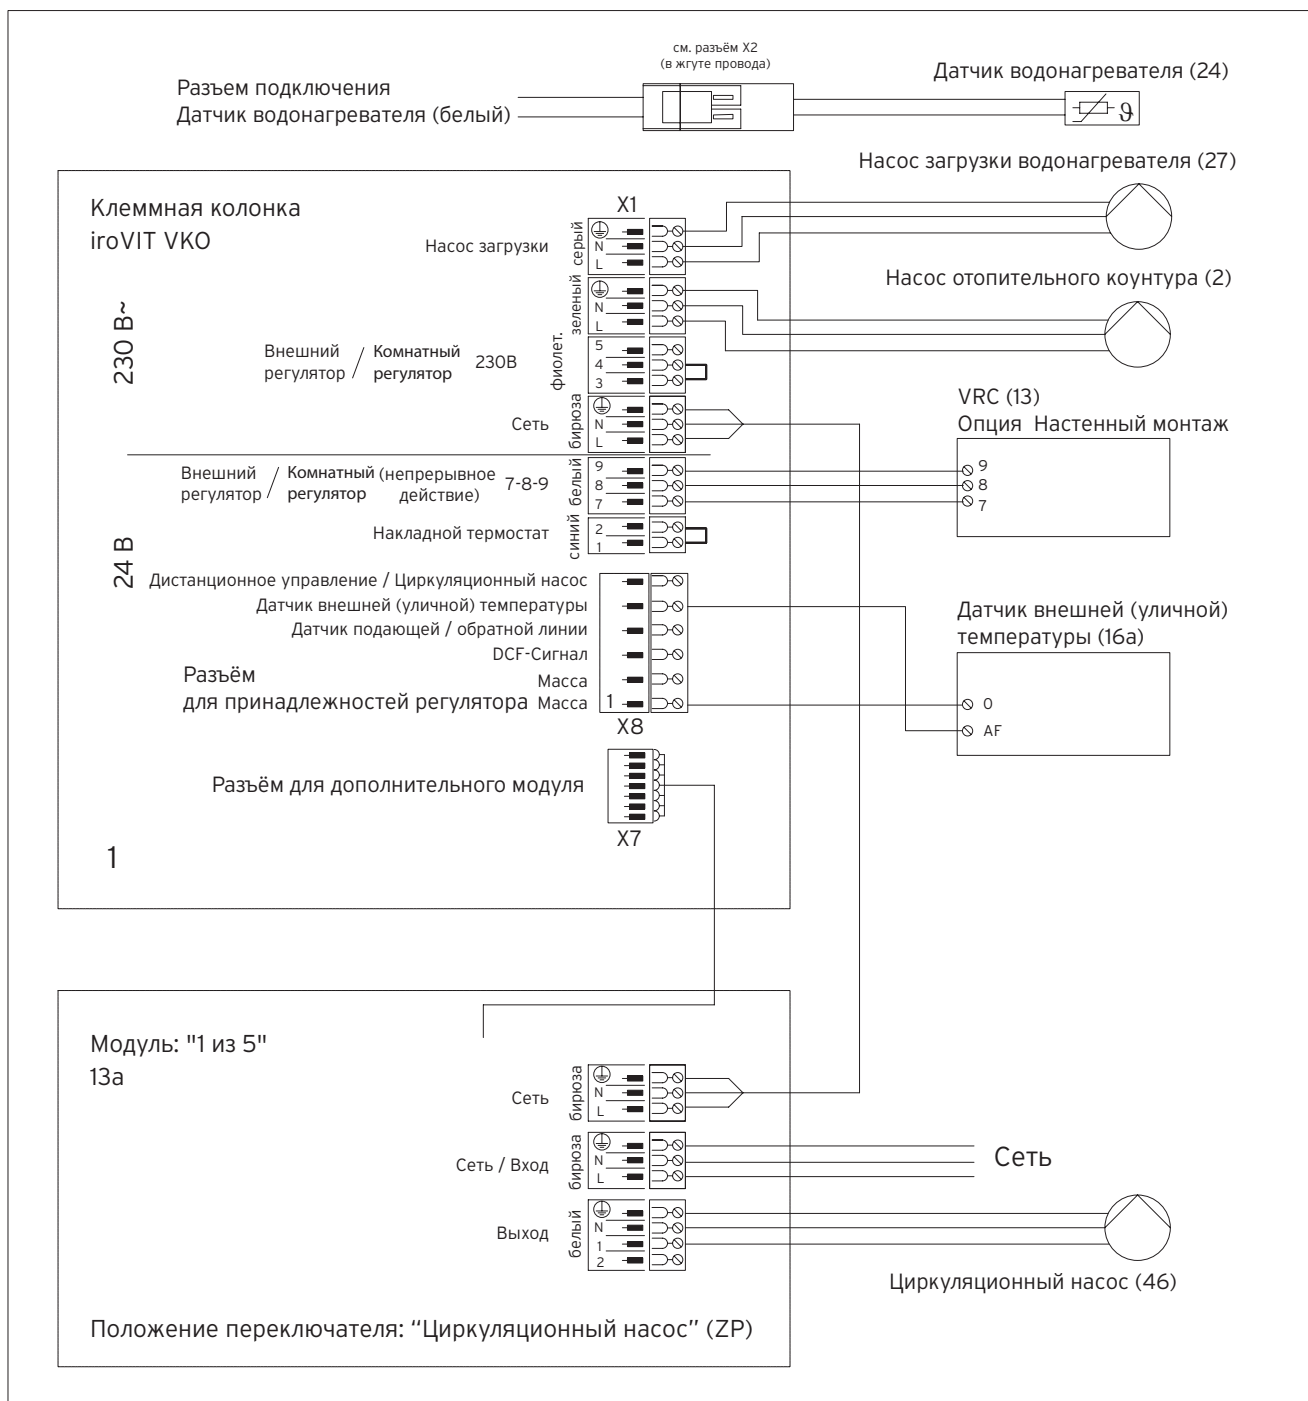 см. разъём X2
(в жгуте провода)
Датчик водонагревателя (24)
Разъем подключения
Датчик водонагревателя (белый)
ϑ
Насос загрузки водонагревателя (27)
Клеммная колонка
iroVIT VKO
X1
Насос загрузки
серый
N
L
Насос отопительного коунтура (2)
зеленый
N
L
230 В~
Внешний
регулятор
/
Комнатный
регулятор
230В
фиолет.
5
4
3
Сеть
бирюза
N
L
VRC (13)
Опция Настенный монтаж
9
8
7
Внешний
регулятор
/
Комнатный
регулятор
(непрерывное
действие)
7-8-9
белый
9
8
7
24 В
Накладной термостат
синий
2
1
Дистанционное управление / Циркуляционный насос
Датчик внешней (уличной) температуры
Датчик подающей / обратной линии
DCF-Сигнал
Масса
Разъём
для принадлежностей регулятора
Масса
1
X8
Датчик внешней (уличной)
температуры (16a)
0
AF
Разъём для дополнительного модуля
X7
1
Модуль: "1 из 5"
13a
Сеть
бирюза
N
L
Сеть / Вход
бирюза
N
L
Сеть
Выход
белый
N
1
2
Циркуляционный насос (46)
Положение переключателя: “Циркуляционный насос” (ZP)